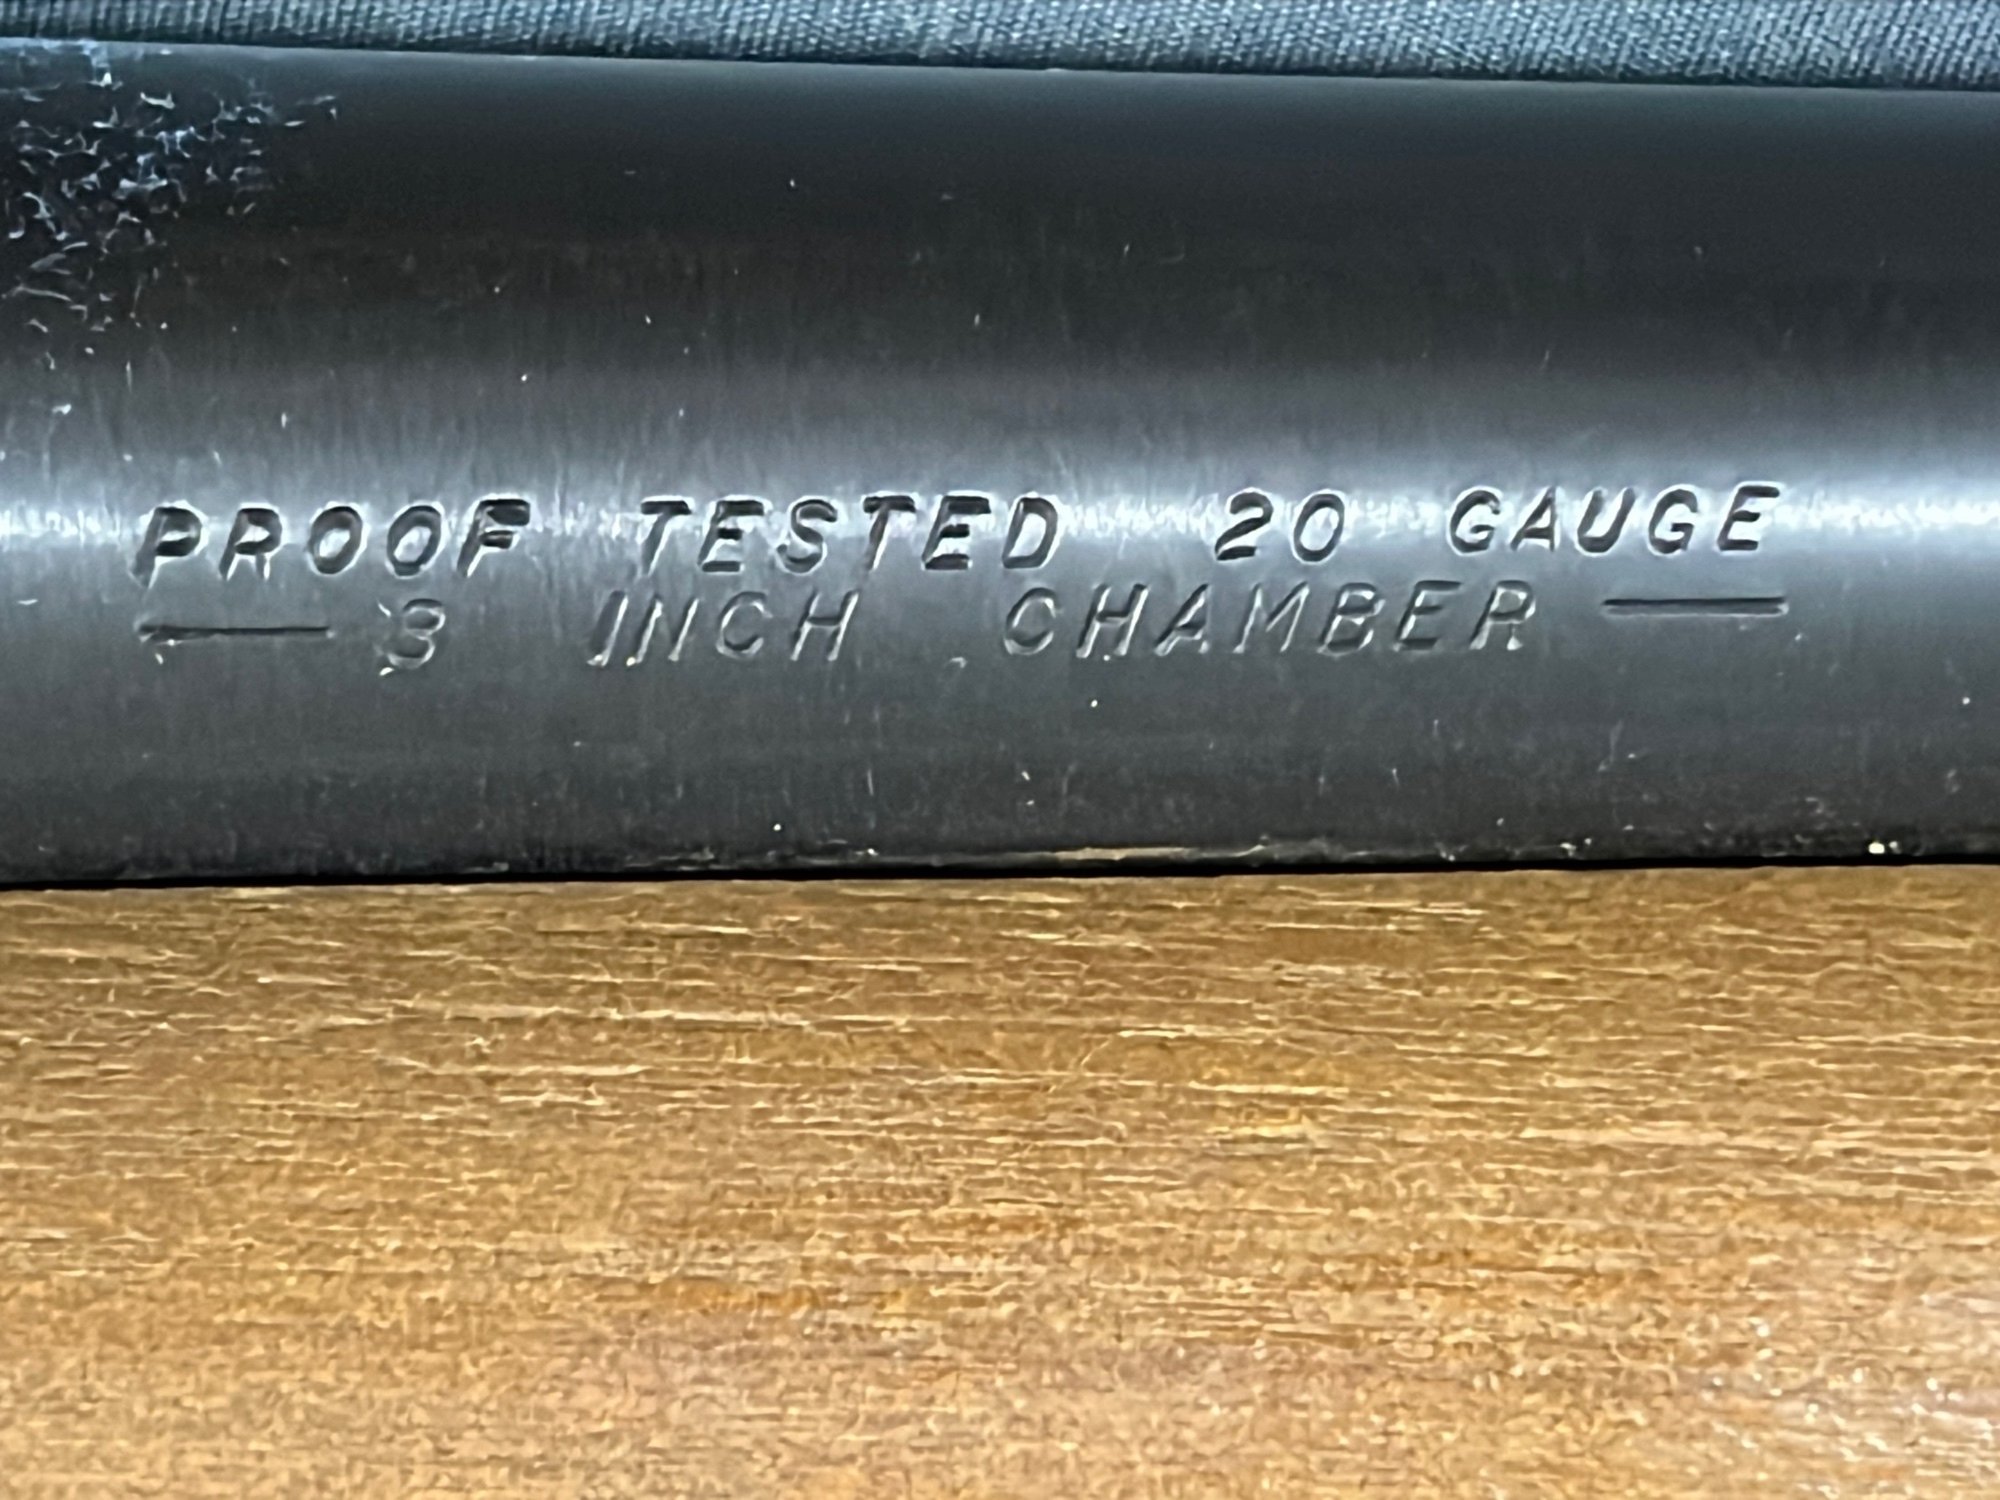 PROOF TESTED 20 GAUGE
— 3 INCH CHAMBER —